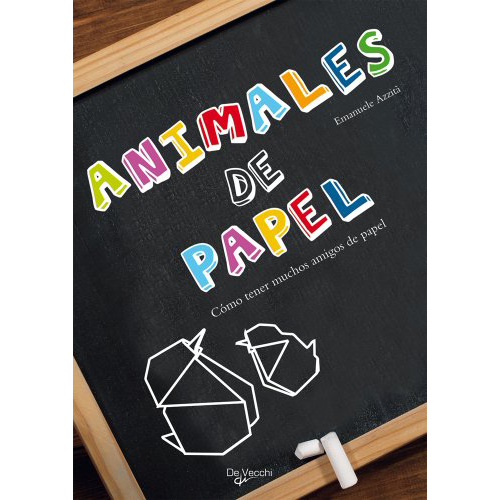 ANIMALES
Emanuele Azzità
DE
PAPEL
Cómo tener muchos amigos de papel
De Vecchi